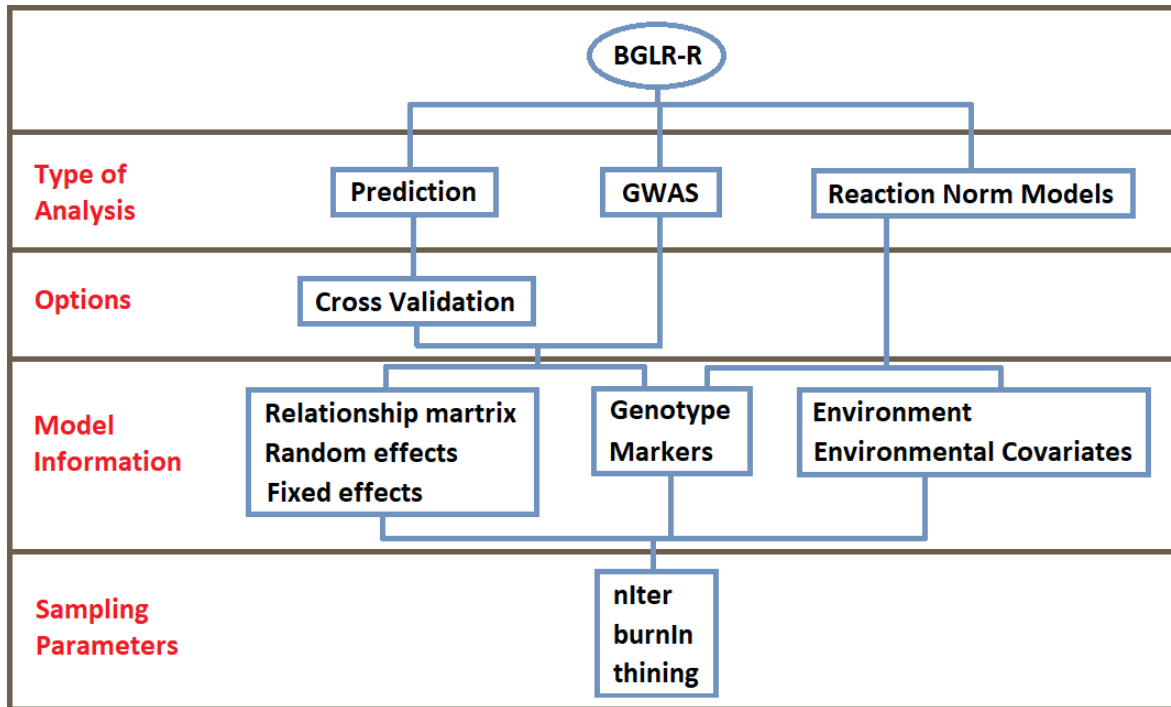 BGLR-R
Type of
Analysis
Prediction
GWAS
Reaction Norm Models
Options
Cross Validation
Model
Information
Relationship martrix
Random effects
Fixed effects
Genotype
Markers
Environment
Environmental Covariates
Sampling
Parameters
nIter
burnIn
thining